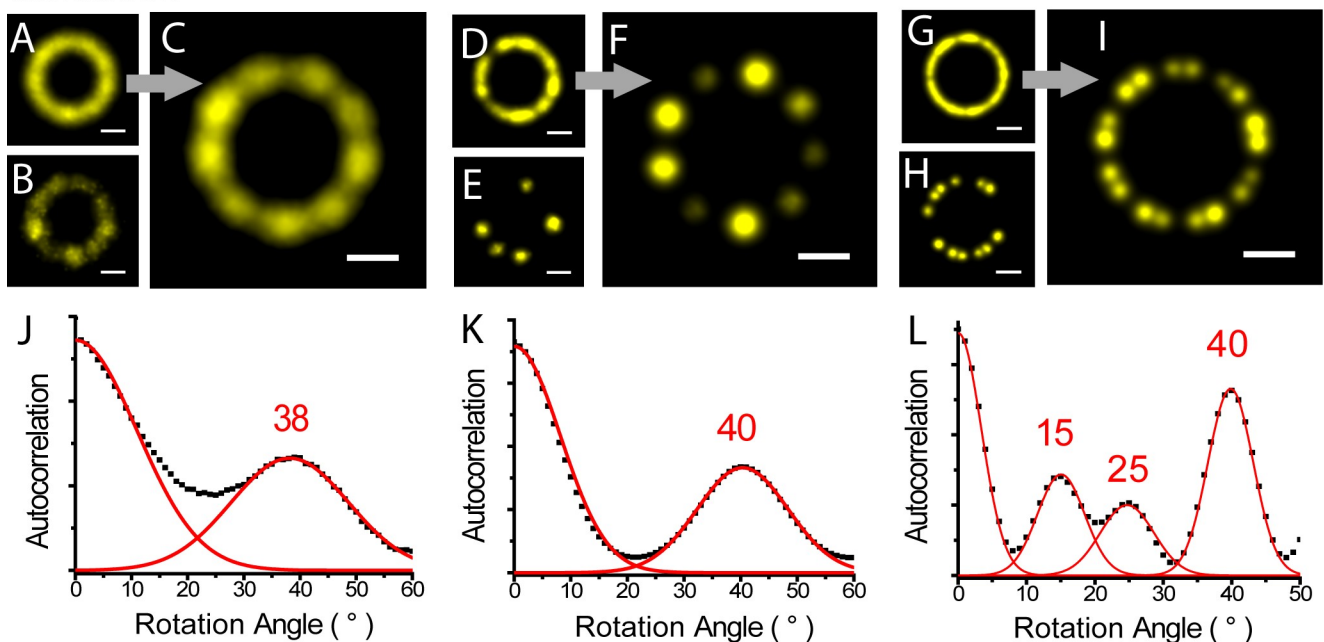 A
B
C
D
E
F
G
H
I
J
Autocorrelation
38
0 10 20 30 40 50 60
Rotation Angle ( ° )
K
Autocorrelation
40
0 10 20 30 40 50 60
Rotation Angle ( ° )
L
Autocorrelation
15
25
40
0 10 20 30 40 50
Rotation Angle ( ° )